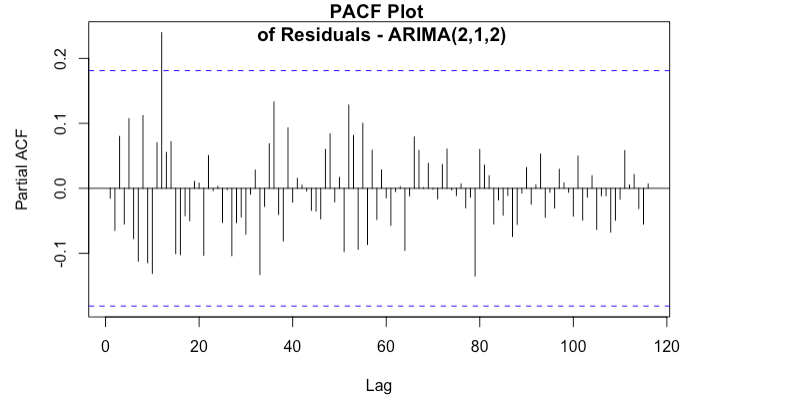 PACF Plot
of Residuals - ARIMA(2,1,2)
Partial ACF
0.2
0.1
0.0
-0.1
0 20 40 60 80 100 120
Lag